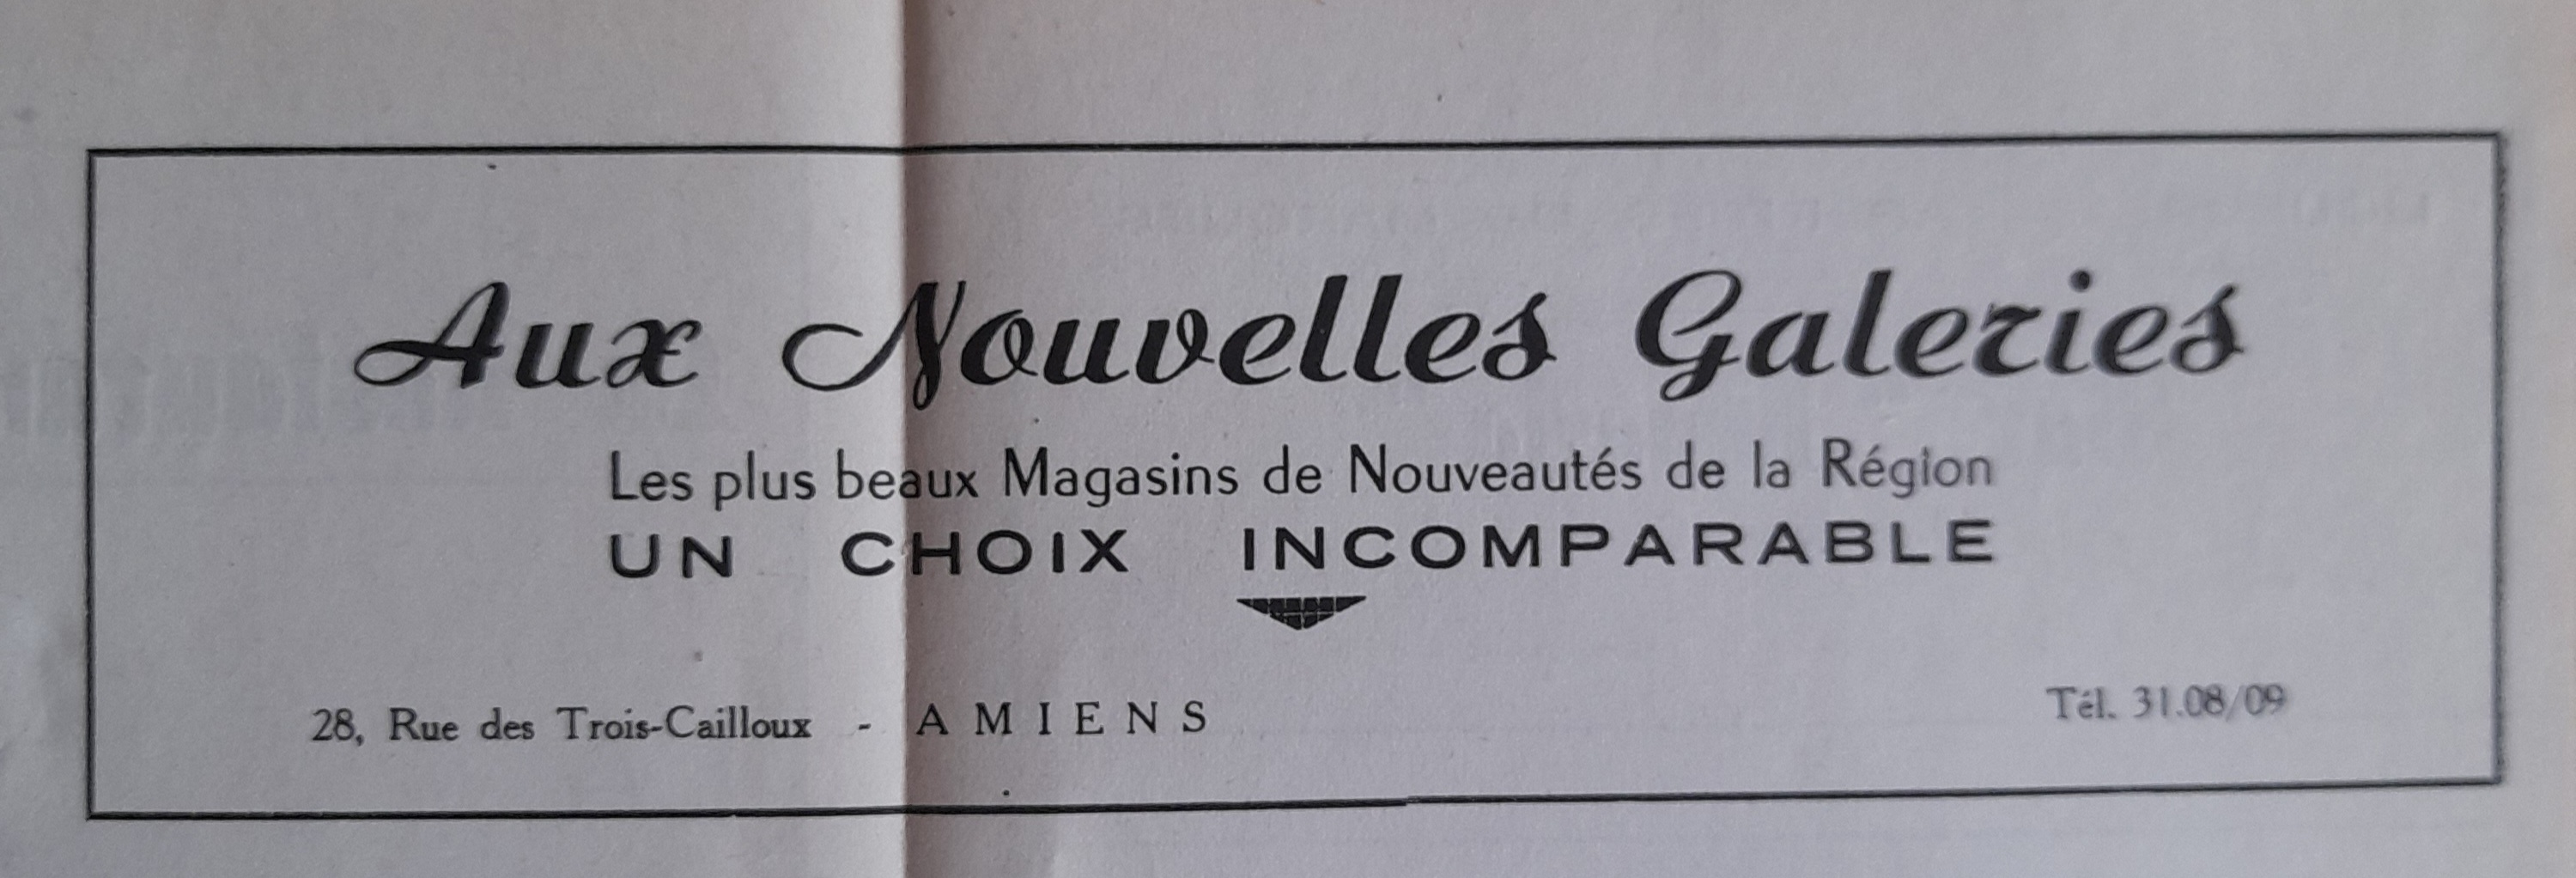 Aux Nouvelles Galeries
Les plus beaux Magasins de Nouveautés de la Région
UN CHOIX INCOMPARABLE
28, Rue des Trois-Cailloux - AMIENS
Tél. 31.08/09